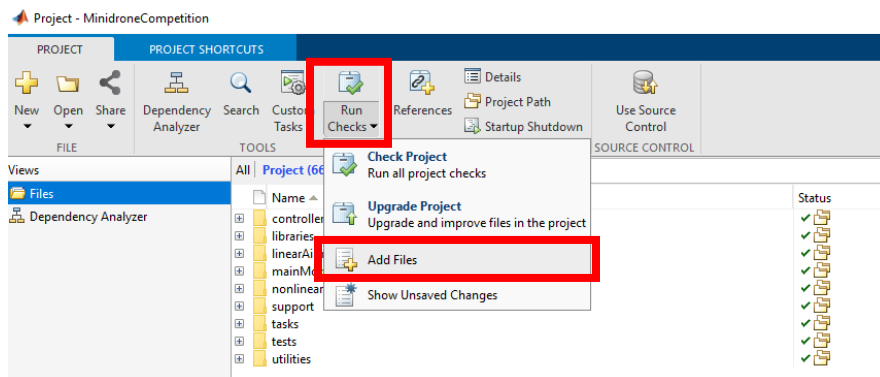 Project - MinidroneCompetition
PROJECT
PROJECT SHORTCUTS
New
Open
Share
Dependency
Analyzer
Search
Custom
Tasks
Run
Checks
References
Details
Project Path
Startup Shutdown
Use Source
Control
FILE
TOOLS
SOURCE CONTROL
Views
Files
Dependency Analyzer
All
Project (66
Name
Status
controller
libraries
linearAi
mainMo
nonlinear
support
tasks
tests
utilities
Check Project
Run all project checks
Upgrade Project
Upgrade and improve files in the project
Add Files
Show Unsaved Changes